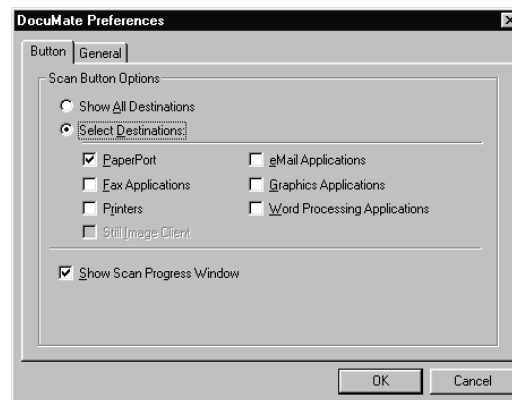 DocuMate Preferences
Button General
Scan Button Options
Show All Destinations
Select Destinations:
PaperPort eMail Applications
Fax Applications Graphics Applications
Printers Word Processing Applications
Still Image Client
Show Scan Progress Window
OK Cancel